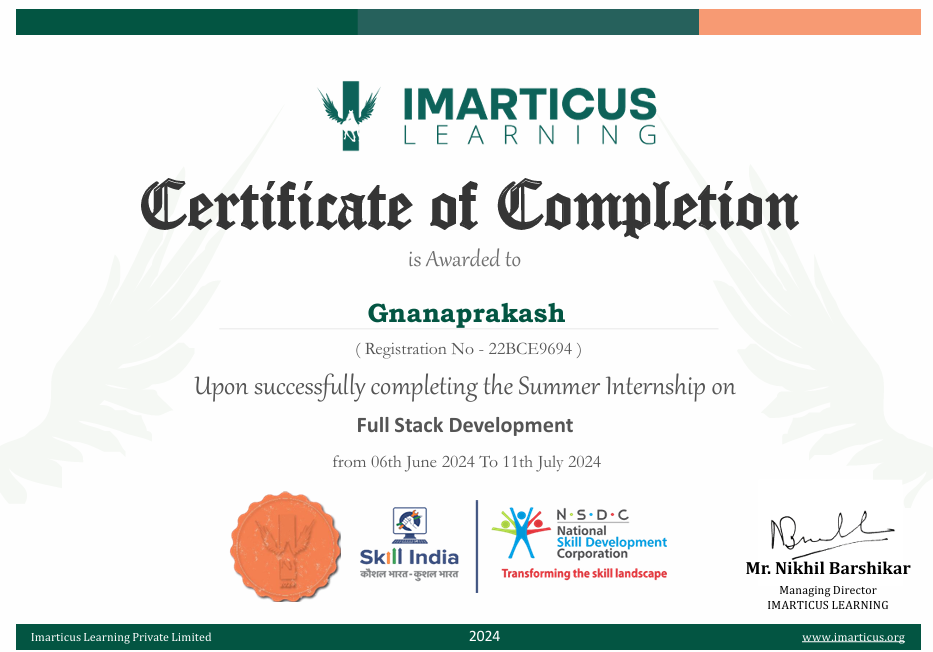 IMARTICUS
LEARNING
Certificate of Completion
is Awarded to
Gnanaprakash
( Registration No - 22BCE9694 )
Upon successfully completing the Summer Internship on
Full Stack Development
from 06th June 2024 To 11th July 2024
Skill India
कौशल भारत-कुशल भारत
N·S·D·C
National
Skill Development
Corporation
Transforming the skill landscape
Mr. Nikhil Barshikar
Managing Director
IMARTICUS LEARNING
Imarticus Learning Private Limited
2024
www.imarticus.org